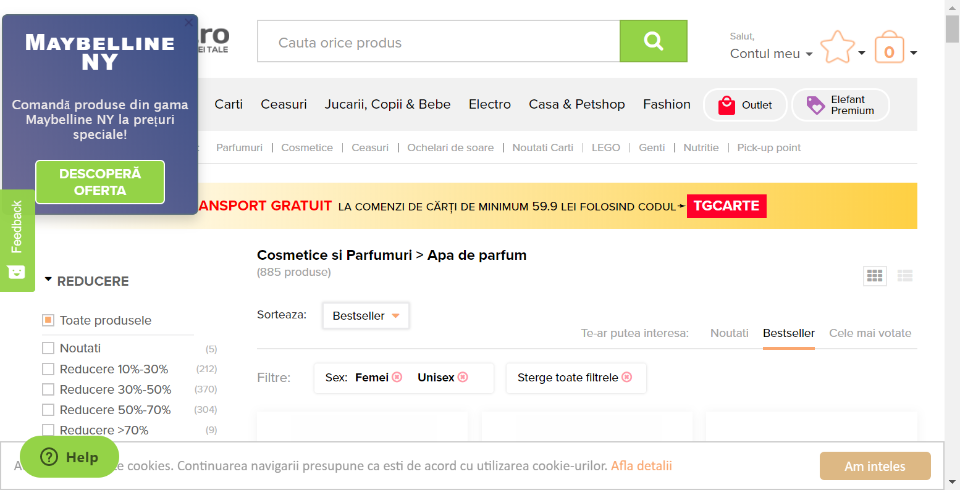 MAYBELLINE
NY
Comandă produse din gama
Maybelline NY la prețuri
speciale!
DESCOPERĂ
OFERTA
Feedback
.ro
EI TALE
Cauta orice produs
Salut,
Contul meu
0
Carti Ceasuri Jucarii, Copii & Bebe Electro Casa & Petshop Fashion Outlet Elefant Premium
Parfumuri | Cosmetice | Ceasuri | Ochelari de soare | Noutati Carti | LEGO | Genti | Nutritie | Pick-up point
ANSPORT GRATUIT LA COMENZI DE CĂRȚI DE MINIMUM 59.9 LEI FOLOSIND CODUL TGCARTE
Cosmetice si Parfumuri > Apa de parfum
(885 produse)
REDUCERE
Toate produsele
Noutati (5)
Reducere 10%-30% (212)
Reducere 30%-50% (370)
Reducere 50%-70% (304)
Reducere >70% (9)
Sorteaza: Bestseller
Te-ar putea interesa: Noutati Bestseller Cele mai votate
Filtre: Sex: Femei Unisex Sterge toate filtrele
Help
cookies. Continuarea navigarii presupune ca esti de acord cu utilizarea cookie-urilor. Afla detalii
Am inteles